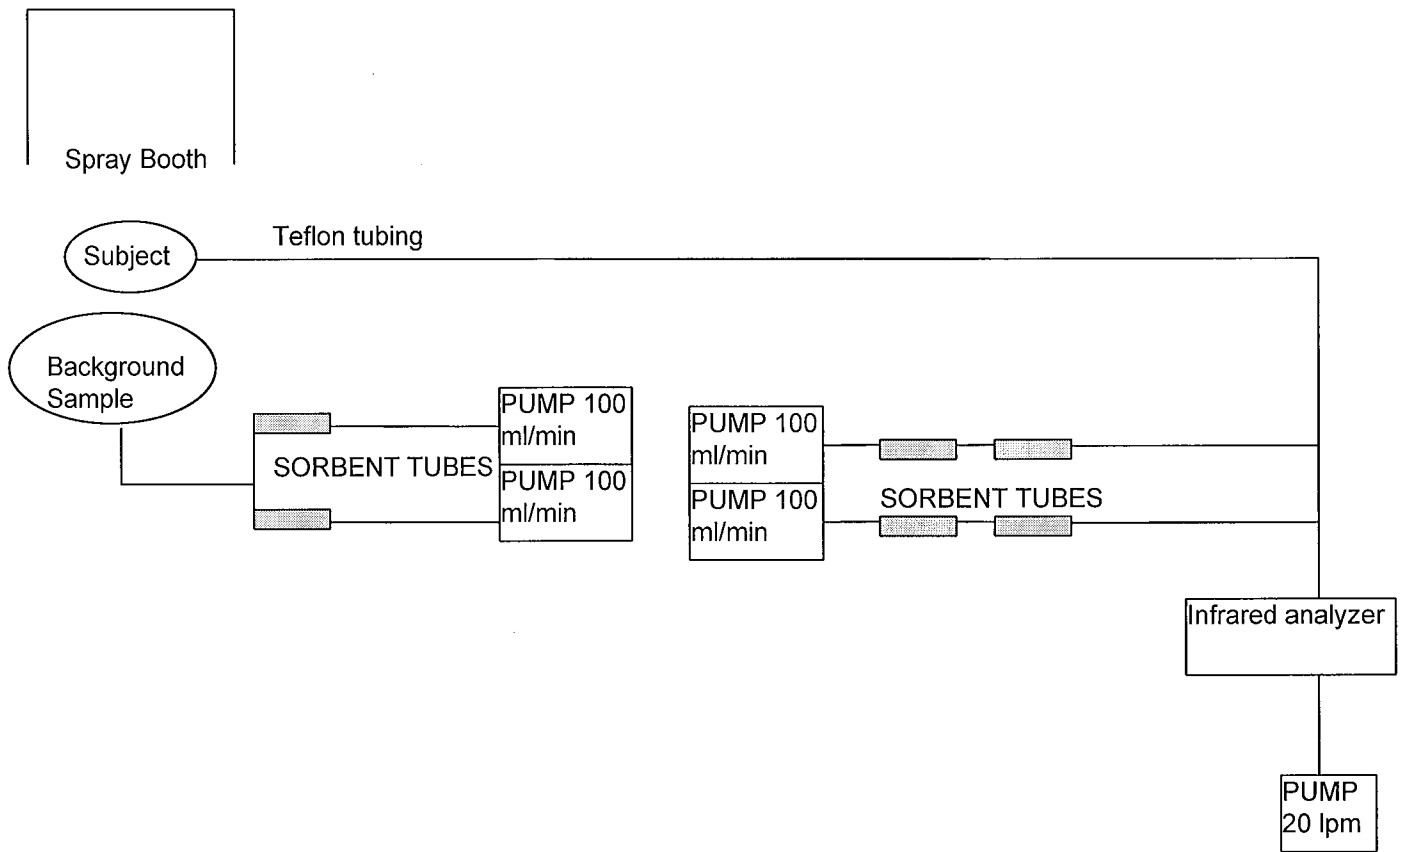 Spray Booth
Teflon tubing
Subject
Background
Sample
PUMP 100
ml/min
SORBENT TUBES
PUMP 100
ml/min
PUMP 100
ml/min
SORBENT TUBES
PUMP 100
ml/min
Infrared analyzer
PUMP
20 lpm